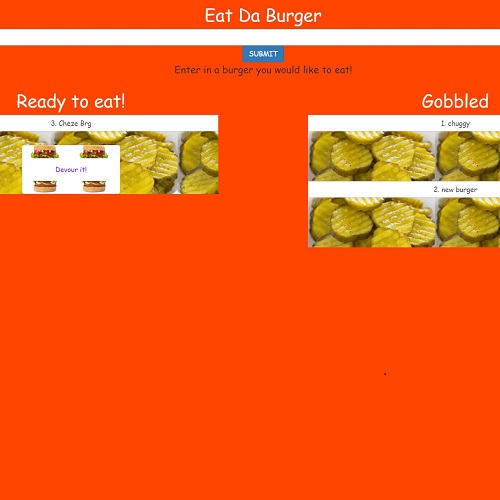 Eat Da Burger
SUBMIT
Enter in a burger you would like to eat!
Ready to eat!
3. Cheze Brg
Devour it!
Gobbled
1. chuggy
2. new burger